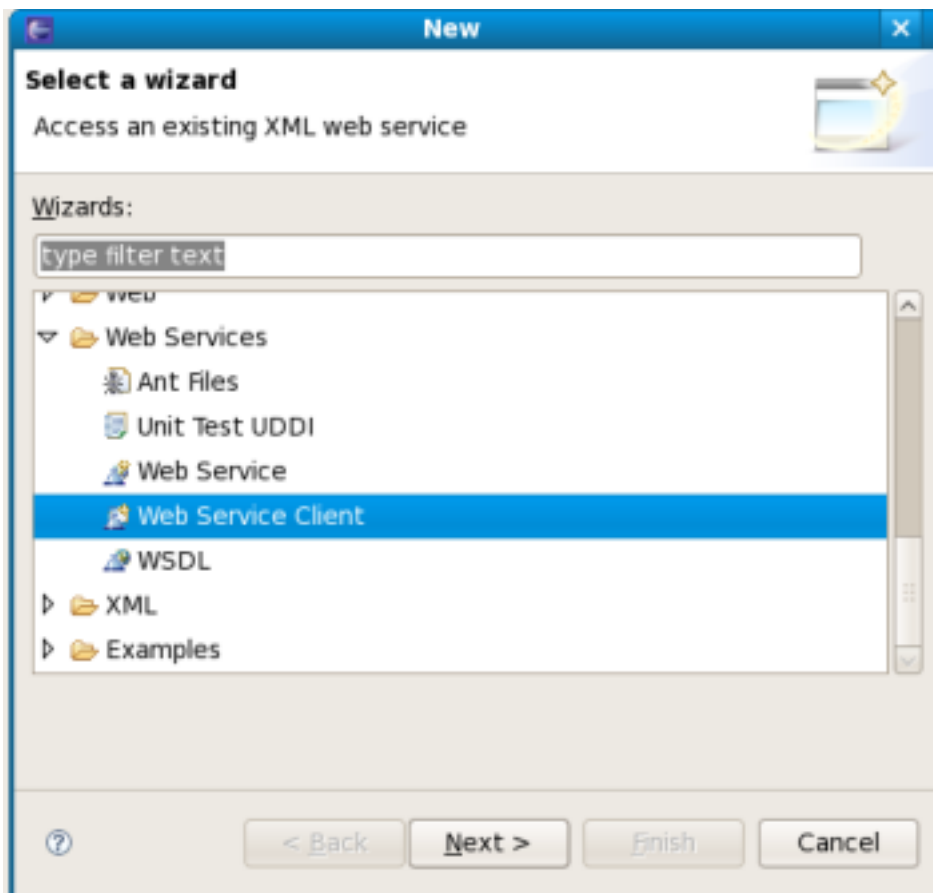 New
Select a wizard
Access an existing XML web service
Wizards:
type filter text
Web
Web Services
Ant Files
Unit Test UDDI
Web Service
Web Service Client
WSDL
XML
Examples
< Back
Next >
Finish
Cancel